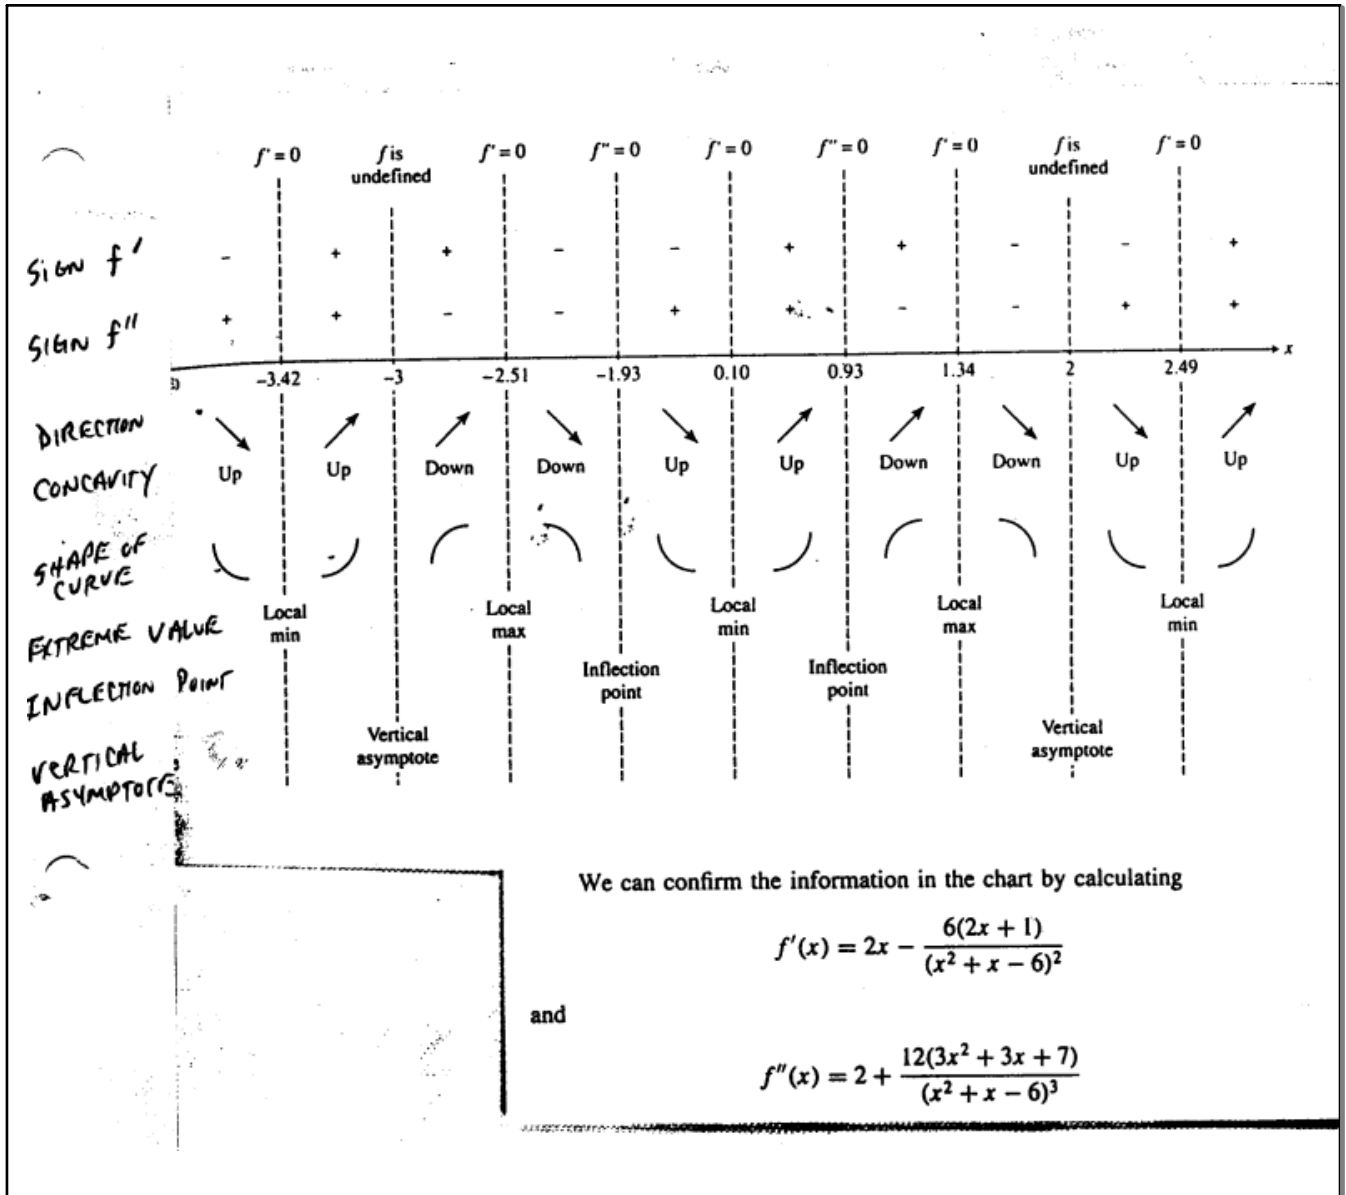 f' = 0 f is undefined f' = 0 f" = 0 f' = 0 f" = 0 f' = 0 f is undefined f' = 0
SIGN f' - + + - - + + - - +
SIGN f" + + - - + + - - + +
-3.42 -3 -2.51 -1.93 0.10 0.93 1.34 2 2.49 x
DIRECTION
CONCAVITY Up Up Down Down Up Up Down Down Up Up
SHAPE OF
CURVE
EXTREME VALUE Local min Local max Local min Local max Local min
INFLECTION POINT Inflection point Inflection point
VERTICAL
ASYMPTOTE Vertical asymptote Vertical asymptote
We can confirm the information in the chart by calculating
f'(x) = 2x - 6(2x + 1) / (x² + x - 6)²
and
f"(x) = 2 + 12(3x² + 3x + 7) / (x² + x - 6)³